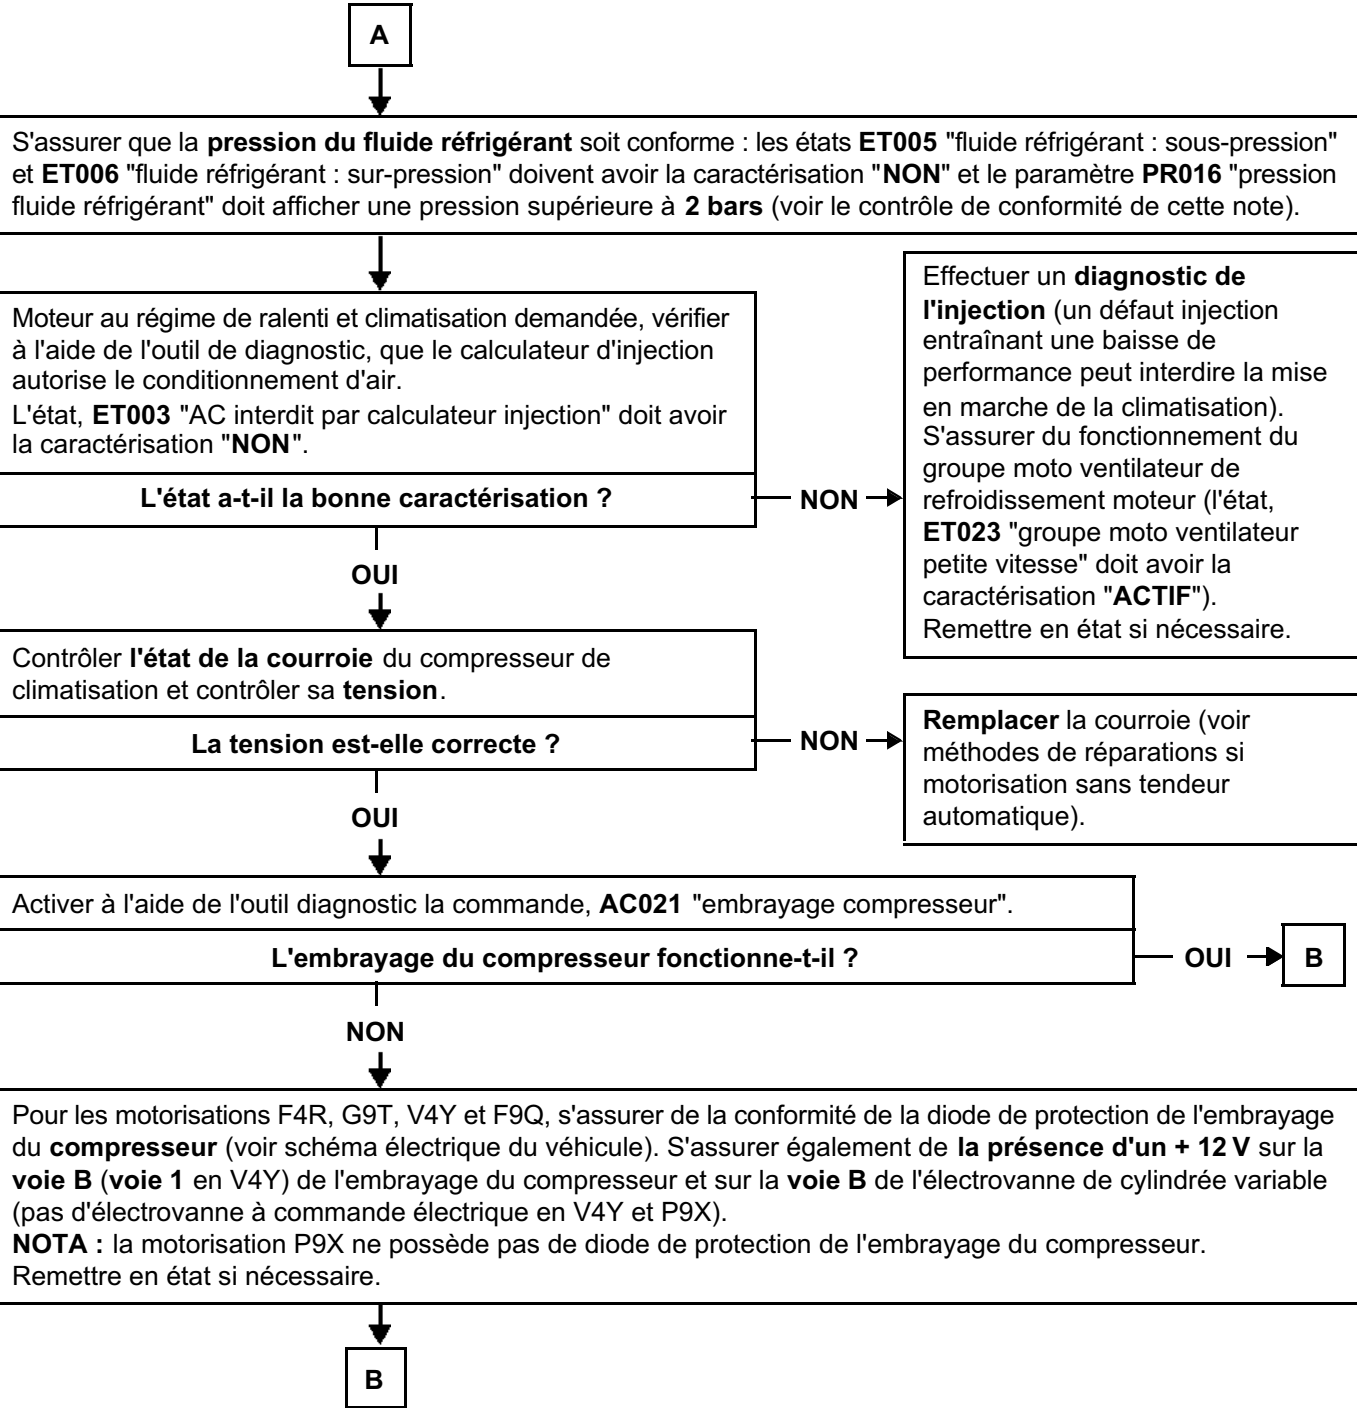 A
S'assurer que la pression du fluide réfrigérant soit conforme : les états ET005 "fluide réfrigérant : sous-pression"
et ET006 "fluide réfrigérant : sur-pression" doivent avoir la caractérisation "NON" et le paramètre PR016 "pression
fluide réfrigérant" doit afficher une pression supérieure à 2 bars (voir le contrôle de conformité de cette note).
Moteur au régime de ralenti et climatisation demandée, vérifier
à l'aide de l'outil de diagnostic, que le calculateur d'injection
autorise le conditionnement d'air.
L'état, ET003 "AC interdit par calculateur injection" doit avoir
la caractérisation "NON".
L'état a-t-il la bonne caractérisation ?
NON
Effectuer un diagnostic de
l'injection (un défaut injection
entraînant une baisse de
performance peut interdire la mise
en marche de la climatisation).
S'assurer du fonctionnement du
groupe moto ventilateur de
refroidissement moteur (l'état,
ET023 "groupe moto ventilateur
petite vitesse" doit avoir la
caractérisation "ACTIF").
Remettre en état si nécessaire.
OUI
Contrôler l'état de la courroie du compresseur de
climatisation et contrôler sa tension.
La tension est-elle correcte ?
NON
Remplacer la courroie (voir
méthodes de réparations si
motorisation sans tendeur
automatique).
OUI
Activer à l'aide de l'outil diagnostic la commande, AC021 "embrayage compresseur".
L'embrayage du compresseur fonctionne-t-il ?
OUI
B
NON
Pour les motorisations F4R, G9T, V4Y et F9Q, s'assurer de la conformité de la diode de protection de l'embrayage
du compresseur (voir schéma électrique du véhicule). S'assurer également de la présence d'un + 12 V sur la
voie B (voie 1 en V4Y) de l'embrayage du compresseur et sur la voie B de l'électrovanne de cylindrée variable
(pas d'électrovanne à commande électrique en V4Y et P9X).
NOTA : la motorisation P9X ne possède pas de diode de protection de l'embrayage du compresseur.
Remettre en état si nécessaire.
B